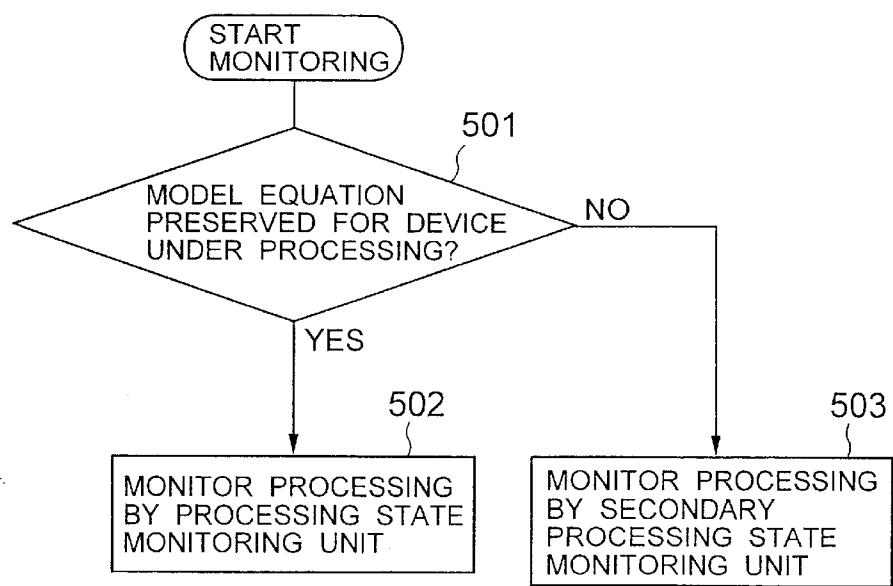 START
MONITORING
501
MODEL EQUATION
PRESERVED FOR DEVICE
UNDER PROCESSING?
NO
YES
502
MONITOR PROCESSING
BY PROCESSING STATE
MONITORING UNIT
503
MONITOR PROCESSING
BY SECONDARY
PROCESSING STATE
MONITORING UNIT